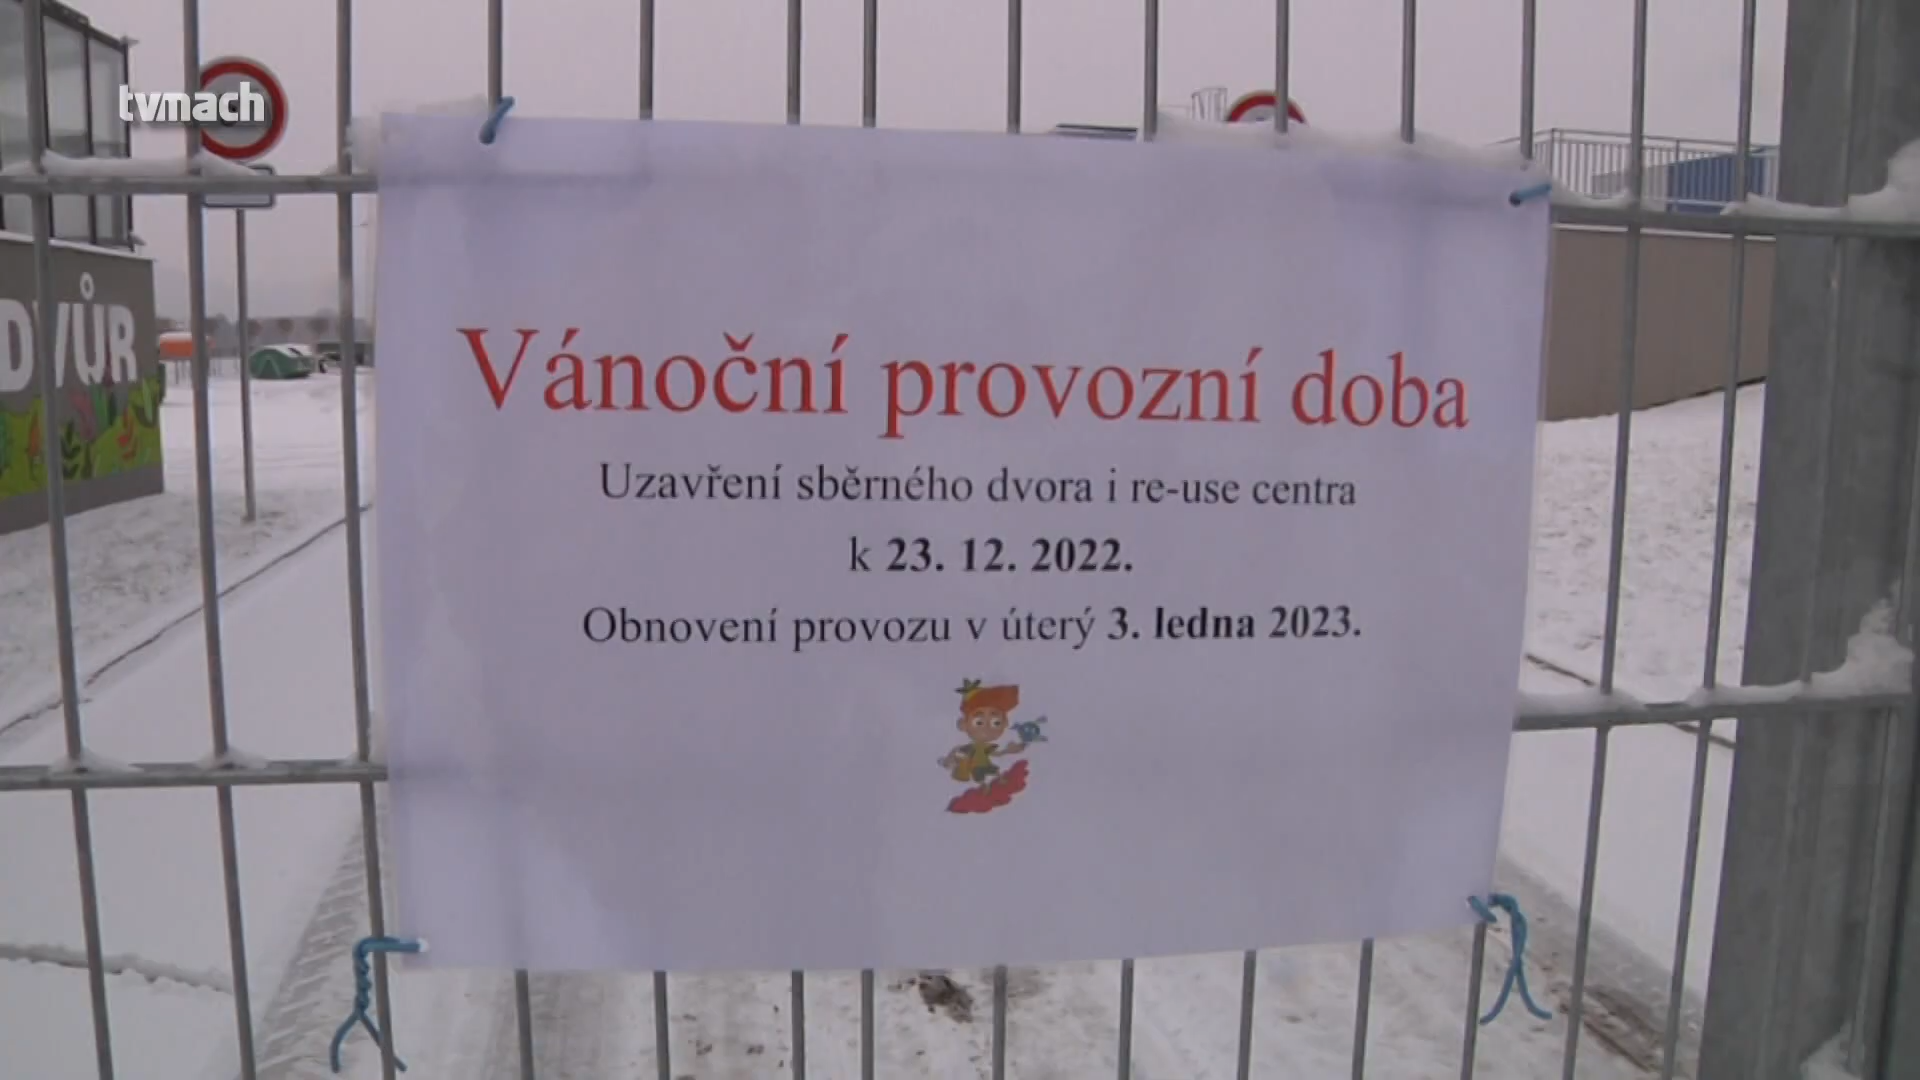 tvmach
DVŮR
Vánoční provozní doba
Uzavření sběrného dvora i re-use centra
k 23. 12. 2022.
Obnovení provozu v úterý 3. ledna 2023.